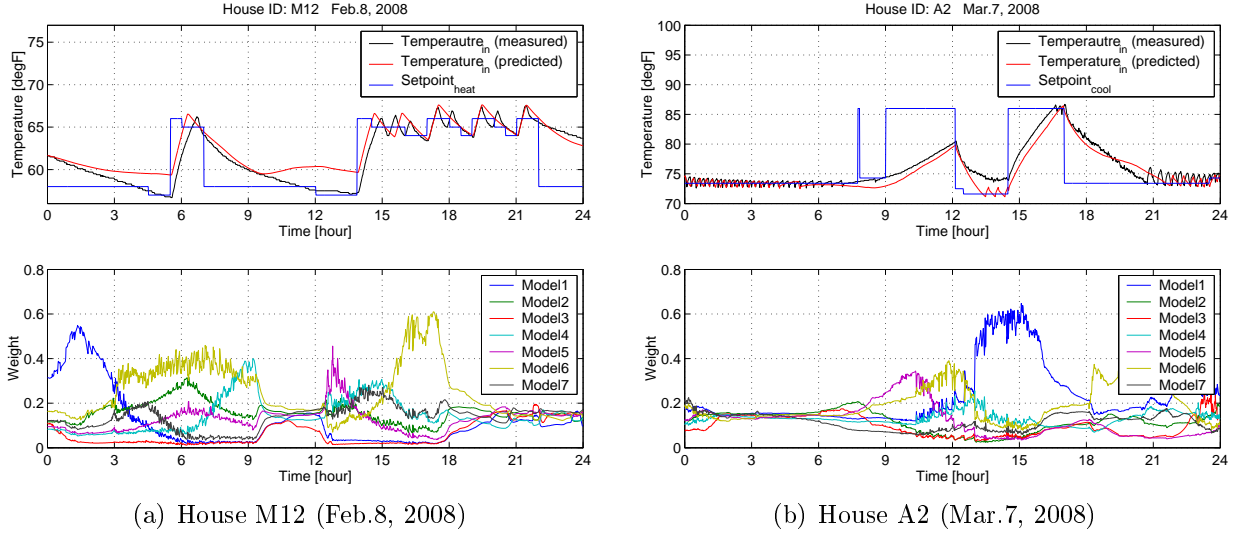 House ID: M12 Feb.8, 2008
75
70
65
60
Temperature [degF]
Temperautre_in (measured)
Temperature_in (predicted)
Setpoint_heat
0 3 6 9 12 15 18 21 24
Time [hour]
0.8
0.6
0.4
0.2
0
Weight
Model1
Model2
Model3
Model4
Model5
Model6
Model7
0 3 6 9 12 15 18 21 24
Time [hour]
(a) House M12 (Feb.8, 2008)
House ID: A2 Mar.7, 2008
100
95
90
85
80
75
70
Temperature [degF]
Temperautre_in (measured)
Temperature_in (predicted)
Setpoint_cool
0 3 6 9 12 15 18 21 24
Time [hour]
0.8
0.6
0.4
0.2
0
Weight
Model1
Model2
Model3
Model4
Model5
Model6
Model7
0 3 6 9 12 15 18 21 24
Time [hour]
(b) House A2 (Mar.7, 2008)